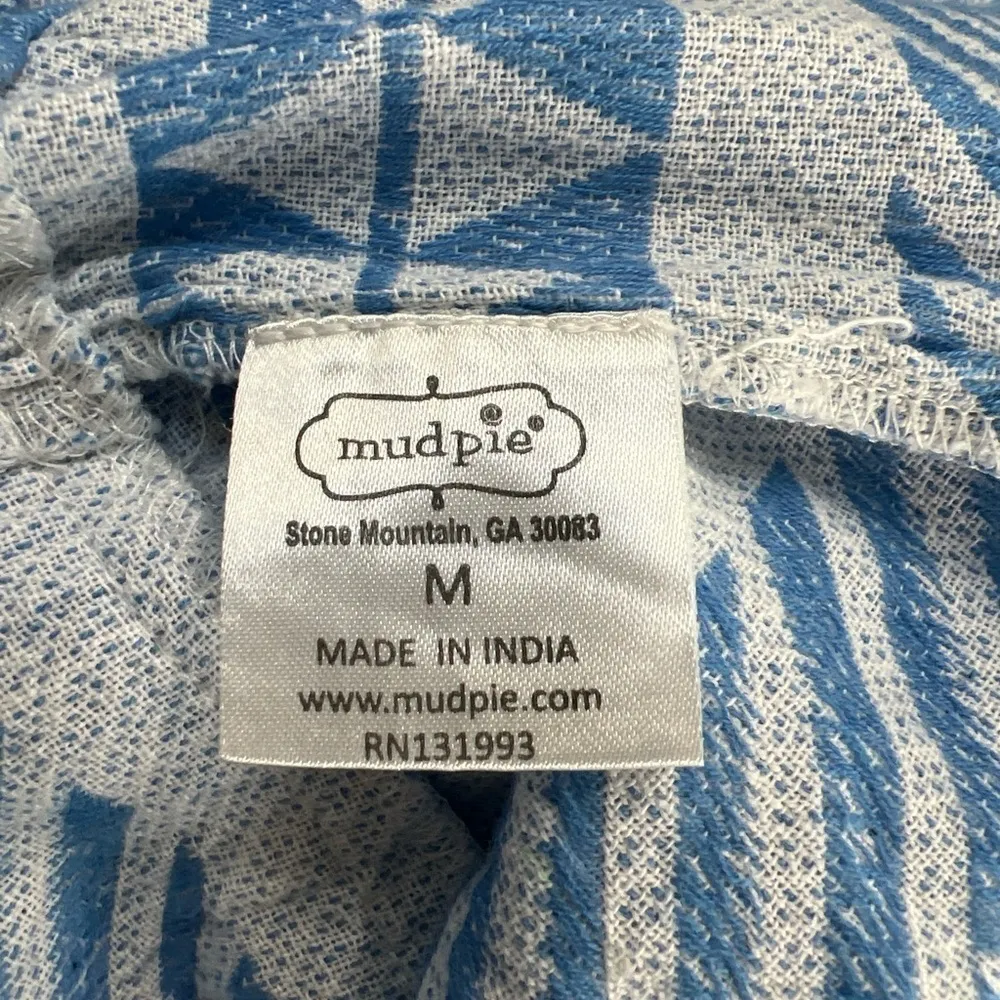 mudpie
Stone Mountain, GA 30083
M
MADE IN INDIA
www.mudpie.com
RN131993